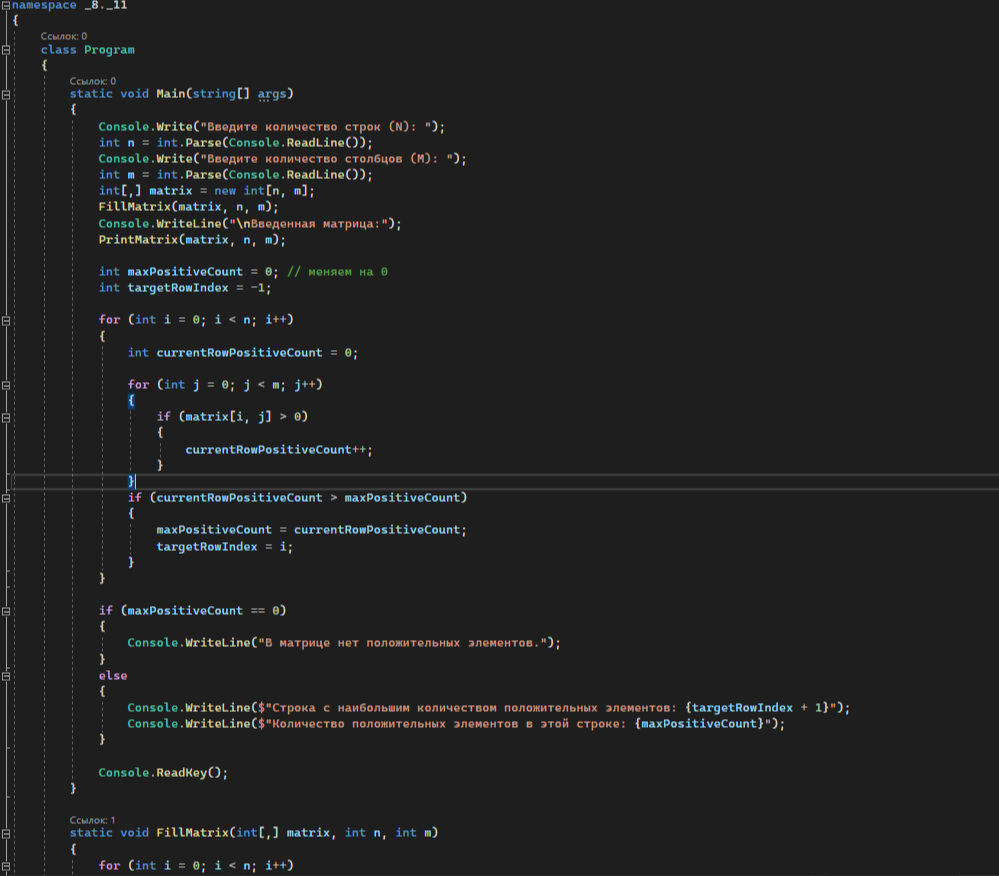 namespace _8._11
{
Ссылок: 0
class Program
{
Ссылок: 0
static void Main(string[] args)
{
Console.Write("Введите количество строк (N): ");
int n = int.Parse(Console.ReadLine());
Console.Write("Введите количество столбцов (M): ");
int m = int.Parse(Console.ReadLine());
int[,] matrix = new int[n, m];
FillMatrix(matrix, n, m);
Console.WriteLine("\nВведенная матрица:");
PrintMatrix(matrix, n, m);
int maxPositiveCount = 0; // меняем на 0
int targetRowIndex = -1;
for (int i = 0; i < n; i++)
{
int currentRowPositiveCount = 0;
for (int j = 0; j < m; j++)
{
if (matrix[i, j] > 0)
{
currentRowPositiveCount++;
}
}
if (currentRowPositiveCount > maxPositiveCount)
{
maxPositiveCount = currentRowPositiveCount;
targetRowIndex = i;
}
}
if (maxPositiveCount == 0)
{
Console.WriteLine("В матрице нет положительных элементов.");
}
else
{
Console.WriteLine($"Строка с наибольшим количеством положительных элементов: {targetRowIndex + 1}");
Console.WriteLine($"Количество положительных элементов в этой строке: {maxPositiveCount}");
}
Console.ReadKey();
}
Ссылок: 1
static void FillMatrix(int[,] matrix, int n, int m)
{
for (int i = 0; i < n; i++)